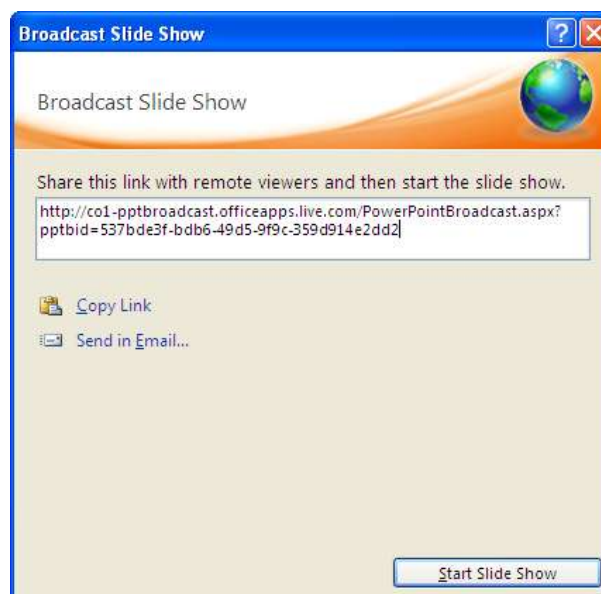 Broadcast Slide Show
Broadcast Slide Show
Share this link with remote viewers and then start the slide show.
http://co1-pptbroadcast.officeapps.live.com/PowerPointBroadcast.aspx?
pptbid=537bde3f-bdb6-49d5-9f9c-359d914e2dd2
Copy Link
Send in Email...
Start Slide Show